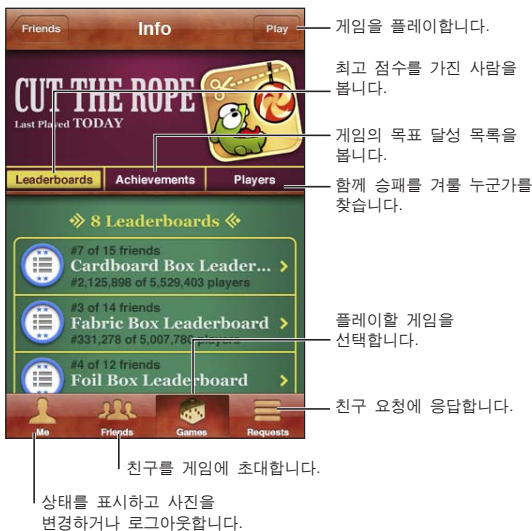 Friends
Info
Play
게임을 플레이합니다.
최고 점수를 가진 사람을
봅니다.
CUT THE ROPE
Last Played TODAY
게임의 목표 달성 목록을
봅니다.
Leaderboards
Achievements
Players
함께 승패를 겨룰 누군가를
찾습니다.
8 Leaderboards
#7 of 15 friends
Cardboard Box Leader...
#2,125,898 of 5,529,403 players
#3 of 14 friends
Fabric Box Leaderboard
#331,278 of 5,007,780 players
플레이할 게임을
선택합니다.
#4 of 12 friends
Foil Box Leaderboard
Me
Friends
Games
Requests
친구 요청에 응답합니다.
친구를 게임에 초대합니다.
상태를 표시하고 사진을
변경하거나 로그아웃합니다.